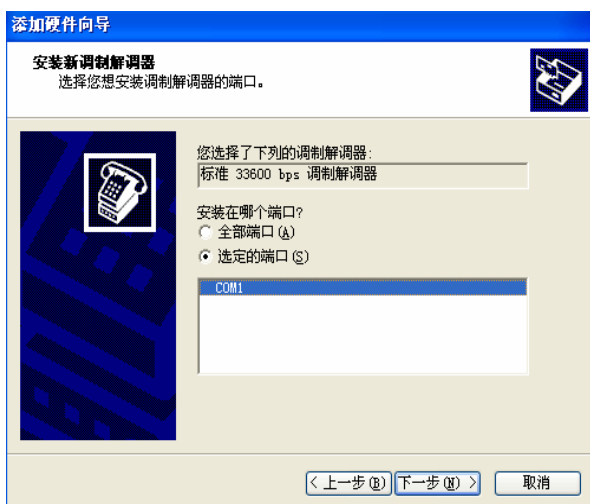 添加硬件向导
安装新调制解调器
选择您想安装调制解调器的端口。
您选择了下列的调制解调器:
标准 33600 bps 调制解调器
安装在哪个端口?
全部端口(A)
选定的端口(S)
COM1
< 上一步(B) 下一步(N) > 取消